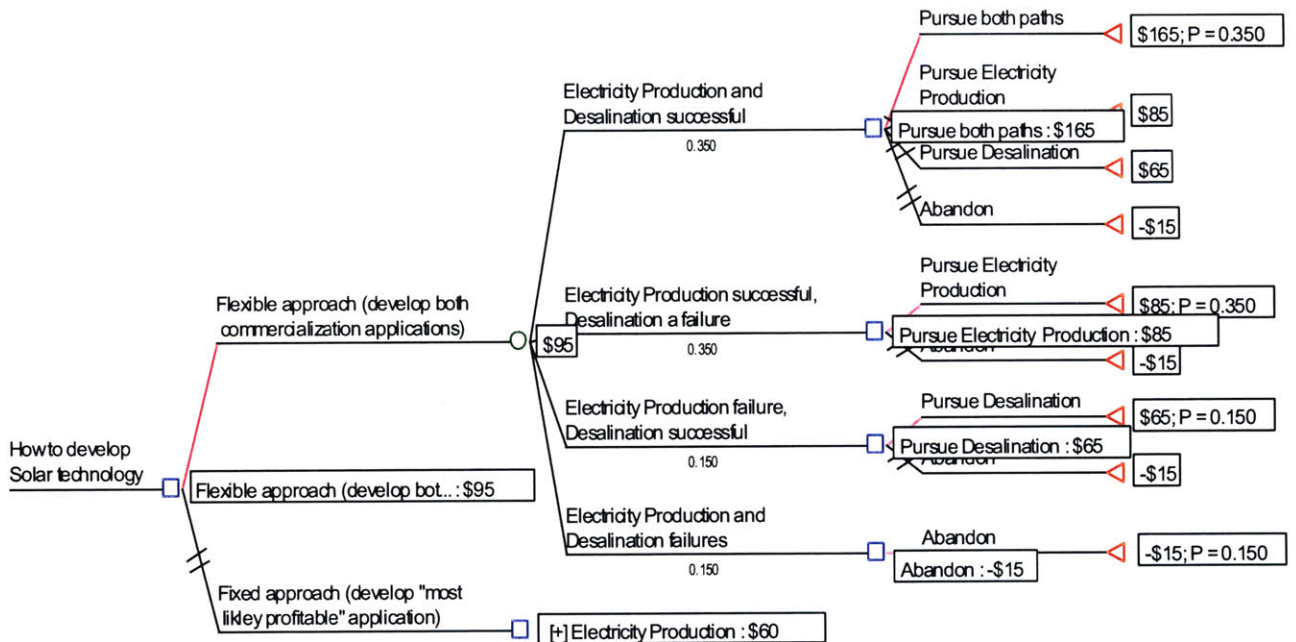 Pursue both paths
$165; P = 0.350
Pursue Electricity
Production
$85
Electricity Production and
Desalination successful
0.350
Pursue both paths : $165
Pursue Desalination
$65
Abandon
-$15
Pursue Electricity
Production
$85; P = 0.350
Flexible approach (develop both
commercialization applications)
$95
Electricity Production successful,
Desalination a failure
0.350
Pursue Electricity Production : $85
Abandon
-$15
Electricity Production failure,
Desalination successful
0.150
Pursue Desalination
$65; P = 0.150
Pursue Desalination : $65
Abandon
-$15
How to develop
Solar technology
Flexible approach (develop bot... : $95
Electricity Production and
Desalination failures
0.150
Abandon
-$15; P = 0.150
Abandon : -$15
Fixed approach (develop "most
likley profitable" application)
[+] Electricity Production : $60